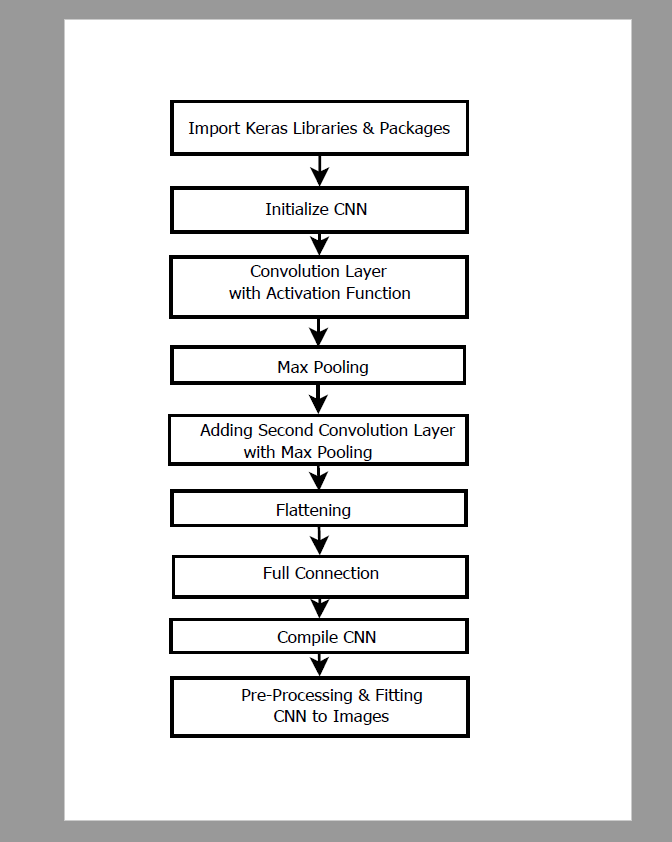 Import Keras Libraries & Packages
Initialize CNN
Convolution Layer
with Activation Function
Max Pooling
Adding Second Convolution Layer
with Max Pooling
Flattening
Full Connection
Compile CNN
Pre-Processing & Fitting
CNN to Images